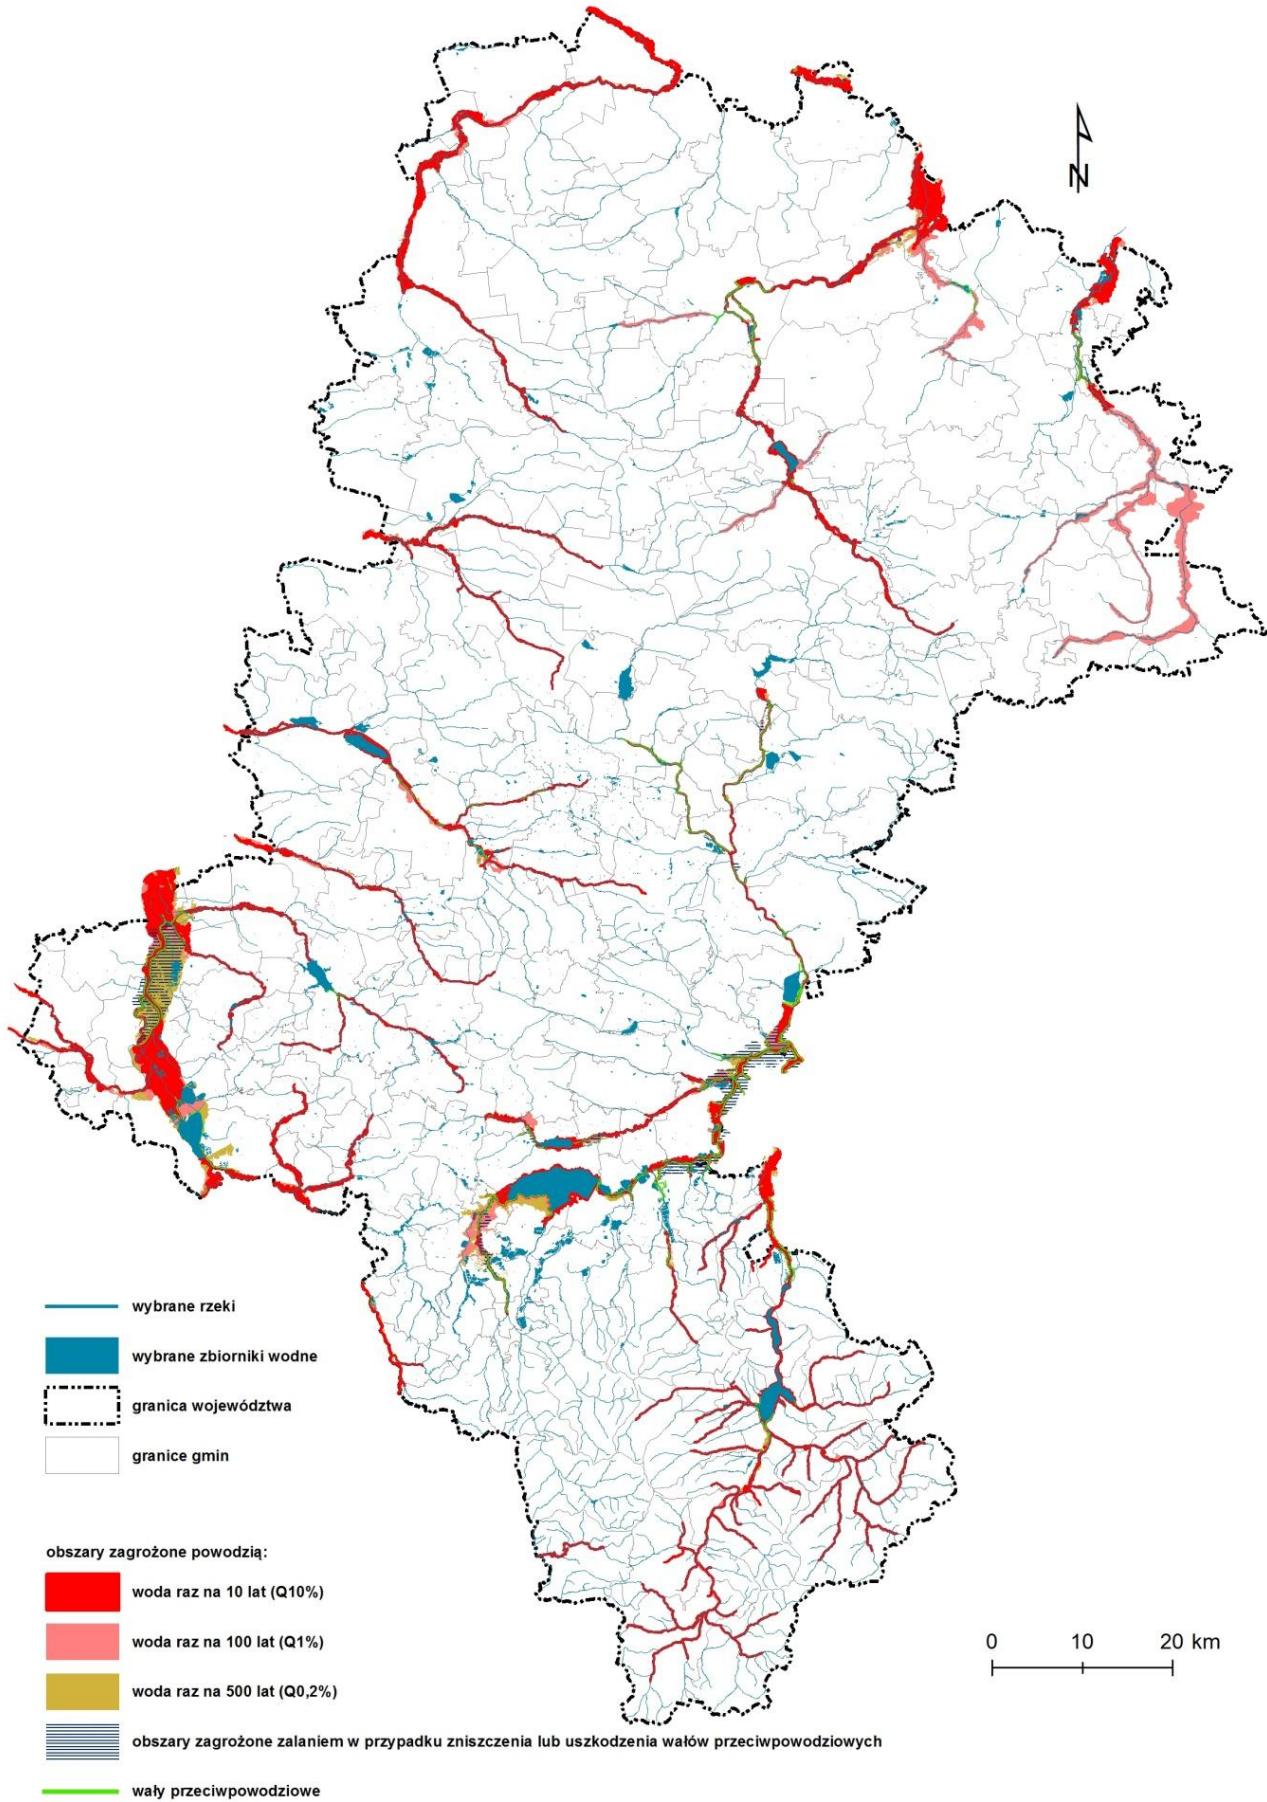 N
wybrane rzeki
wybrane zbiorniki wodne
granica województwa
granice gmin
obszary zagrożone powodzią:
woda raz na 10 lat (Q10%)
woda raz na 100 lat (Q1%)
woda raz na 500 lat (Q0,2%)
obszary zagrożone zalaniem w przypadku zniszczenia lub uszkodzenia wałów przeciwpowodziowych
wały przeciwpowodziowe
0 10 20 km